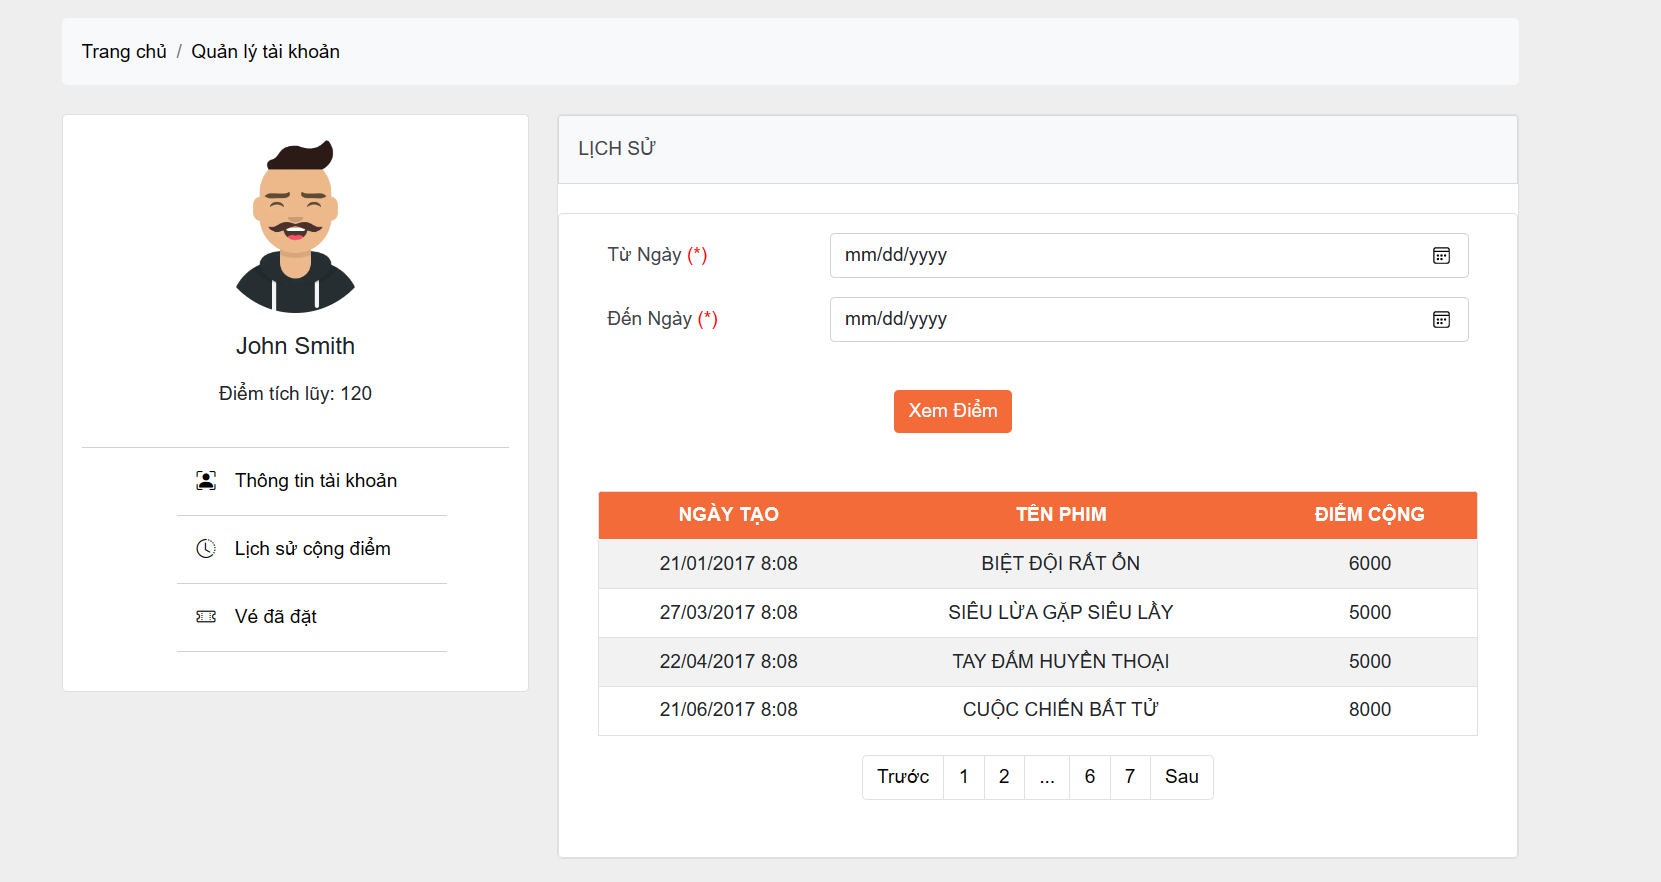 Trang chủ / Quản lý tài khoản
John Smith
Điểm tích lũy: 120
Thông tin tài khoản
Lịch sử cộng điểm
Vé đã đặt
LỊCH SỬ
Từ Ngày (*) mm/dd/yyyy
Đến Ngày (*) mm/dd/yyyy
Xem Điểm
NGÀY TẠO TÊN PHIM ĐIỂM CỘNG
21/01/2017 8:08 BIỆT ĐỘI RẤT ỔN 6000
27/03/2017 8:08 SIÊU LỪA GẶP SIÊU LẦY 5000
22/04/2017 8:08 TAY ĐẤM HUYỀN THOẠI 5000
21/06/2017 8:08 CUỘC CHIẾN BẤT TỬ 8000
Trước 1 2 ... 6 7 Sau